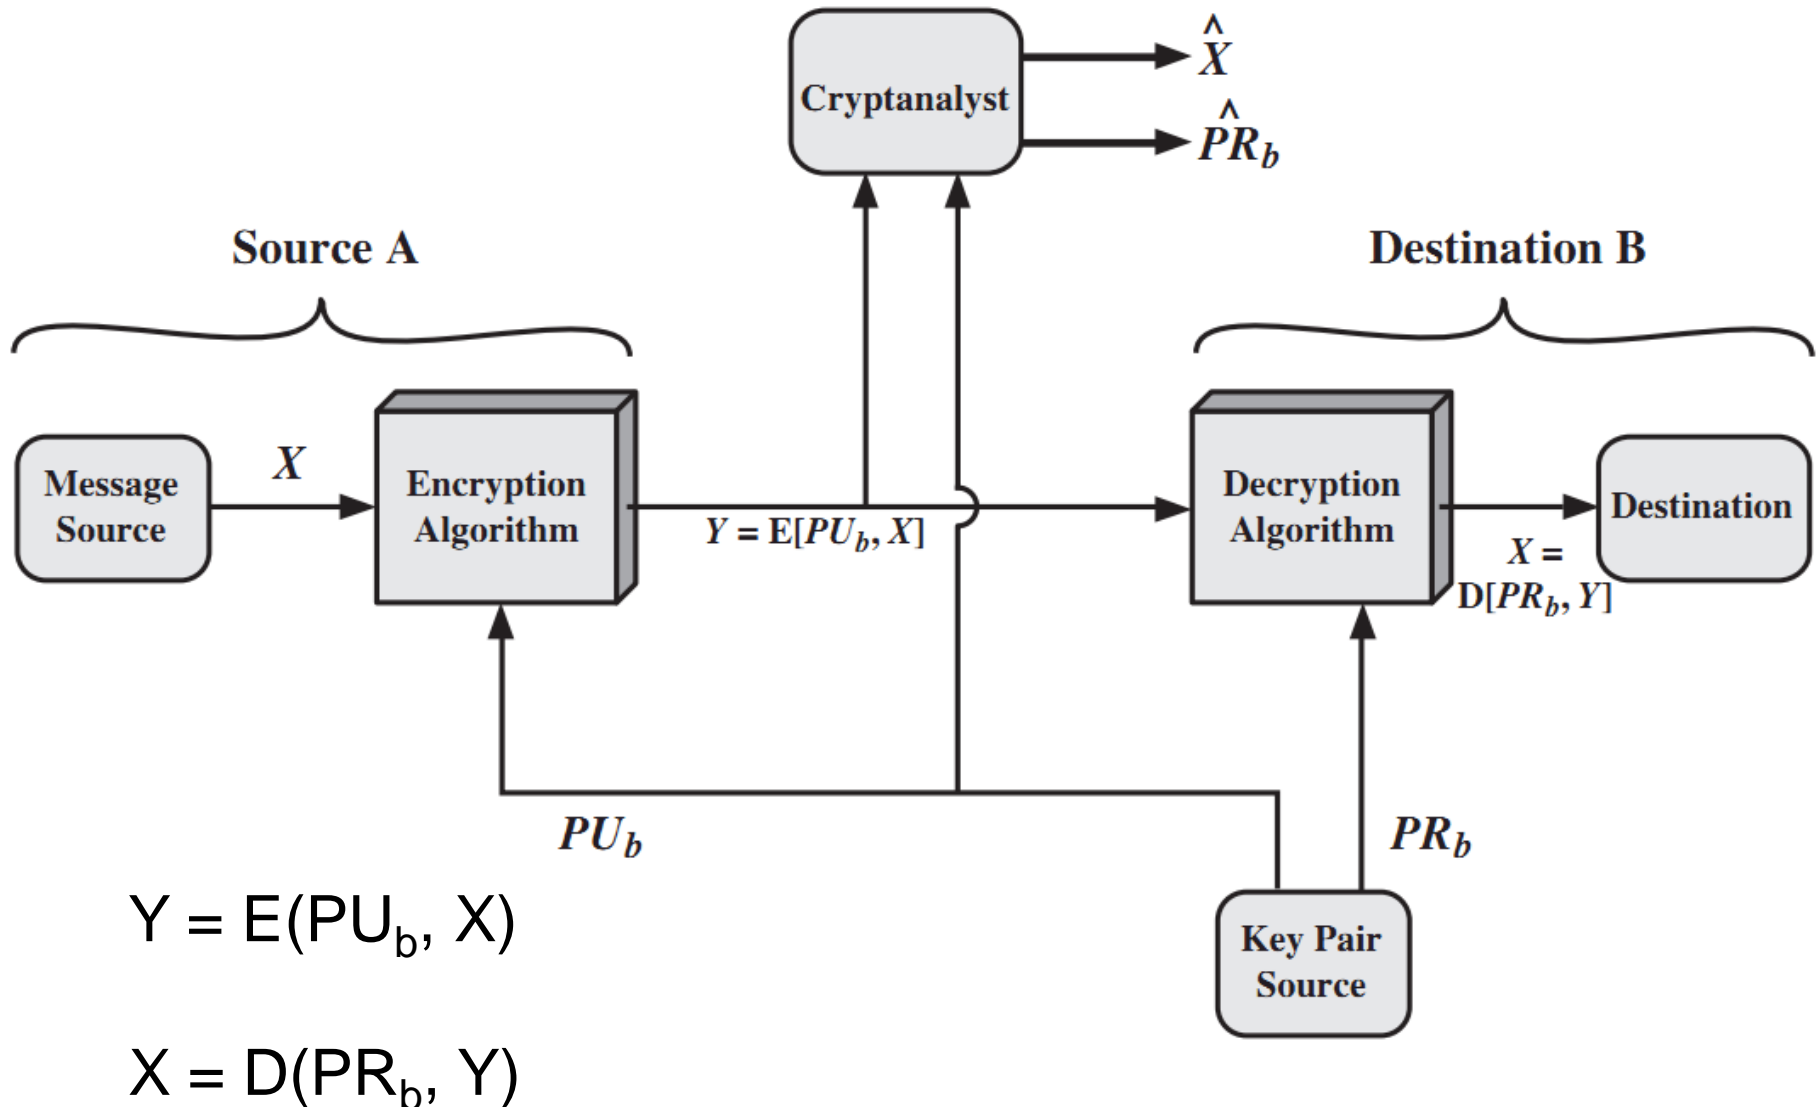 X̂
Cryptanalyst
P̂R_b
Source A
Destination B
Message
Source
X
Encryption
Algorithm
Y = E[PU_b, X]
Decryption
Algorithm
X =
D[PR_b, Y]
Destination
PU_b
PR_b
Key Pair
Source
Y = E(PU_b, X)
X = D(PR_b, Y)